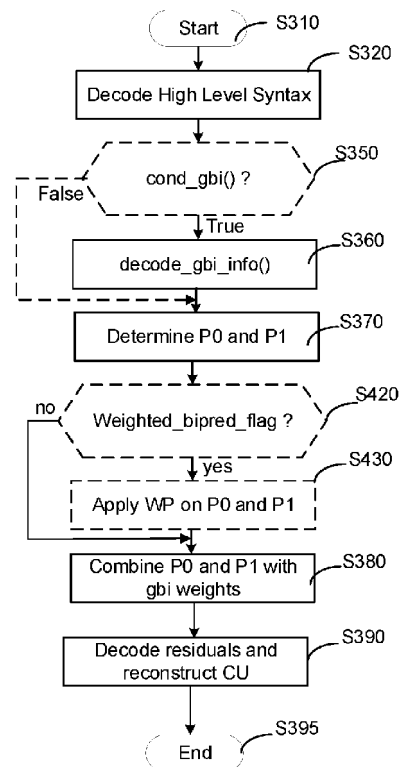 Start
S310
S320
Decode High Level Syntax
S350
cond_gbi() ?
False
True
S360
decode_gbi_info()
S370
Determine P0 and P1
S420
no
Weighted_bipred_flag ?
yes
S430
Apply WP on P0 and P1
S380
Combine P0 and P1 with
gbi weights
S390
Decode residuals and
reconstruct CU
S395
End